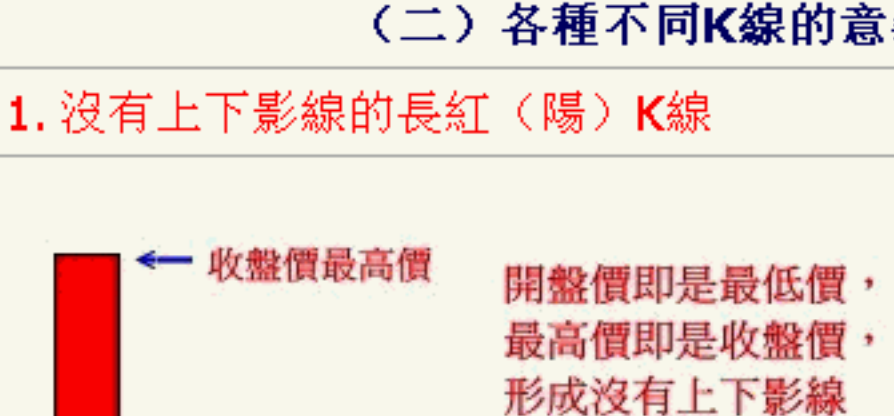 （二）各種不同K線的意
1. 沒有上下影線的長紅（陽）K線
收盤價最高價
開盤價即是最低價，
最高價即是收盤價，
形成沒有上下影線